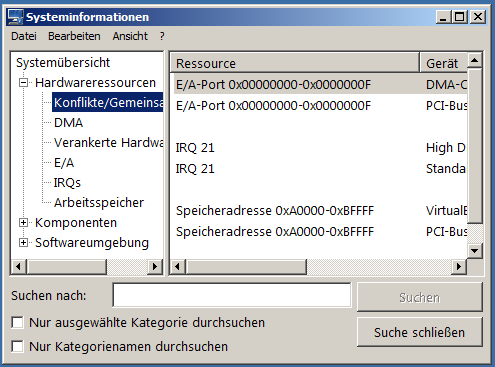 Systeminformationen
Datei Bearbeiten Ansicht ?
Systemübersicht
Hardwareressourcen
Konflikte/Gemeinsa
DMA
Verankerte Hardwa
E/A
IRQs
Arbeitsspeicher
Komponenten
Softwareumgebung
Ressource Gerät
E/A-Port 0x00000000-0x0000000F DMA-C
E/A-Port 0x00000000-0x0000000F PCI-Bus
IRQ 21 High D
IRQ 21 Standa
Speicheradresse 0xA0000-0xBFFFF VirtualB
Speicheradresse 0xA0000-0xBFFFF PCI-Bus
Suchen nach: Suchen
Nur ausgewählte Kategorie durchsuchen
Suche schließen
Nur Kategorienamen durchsuchen